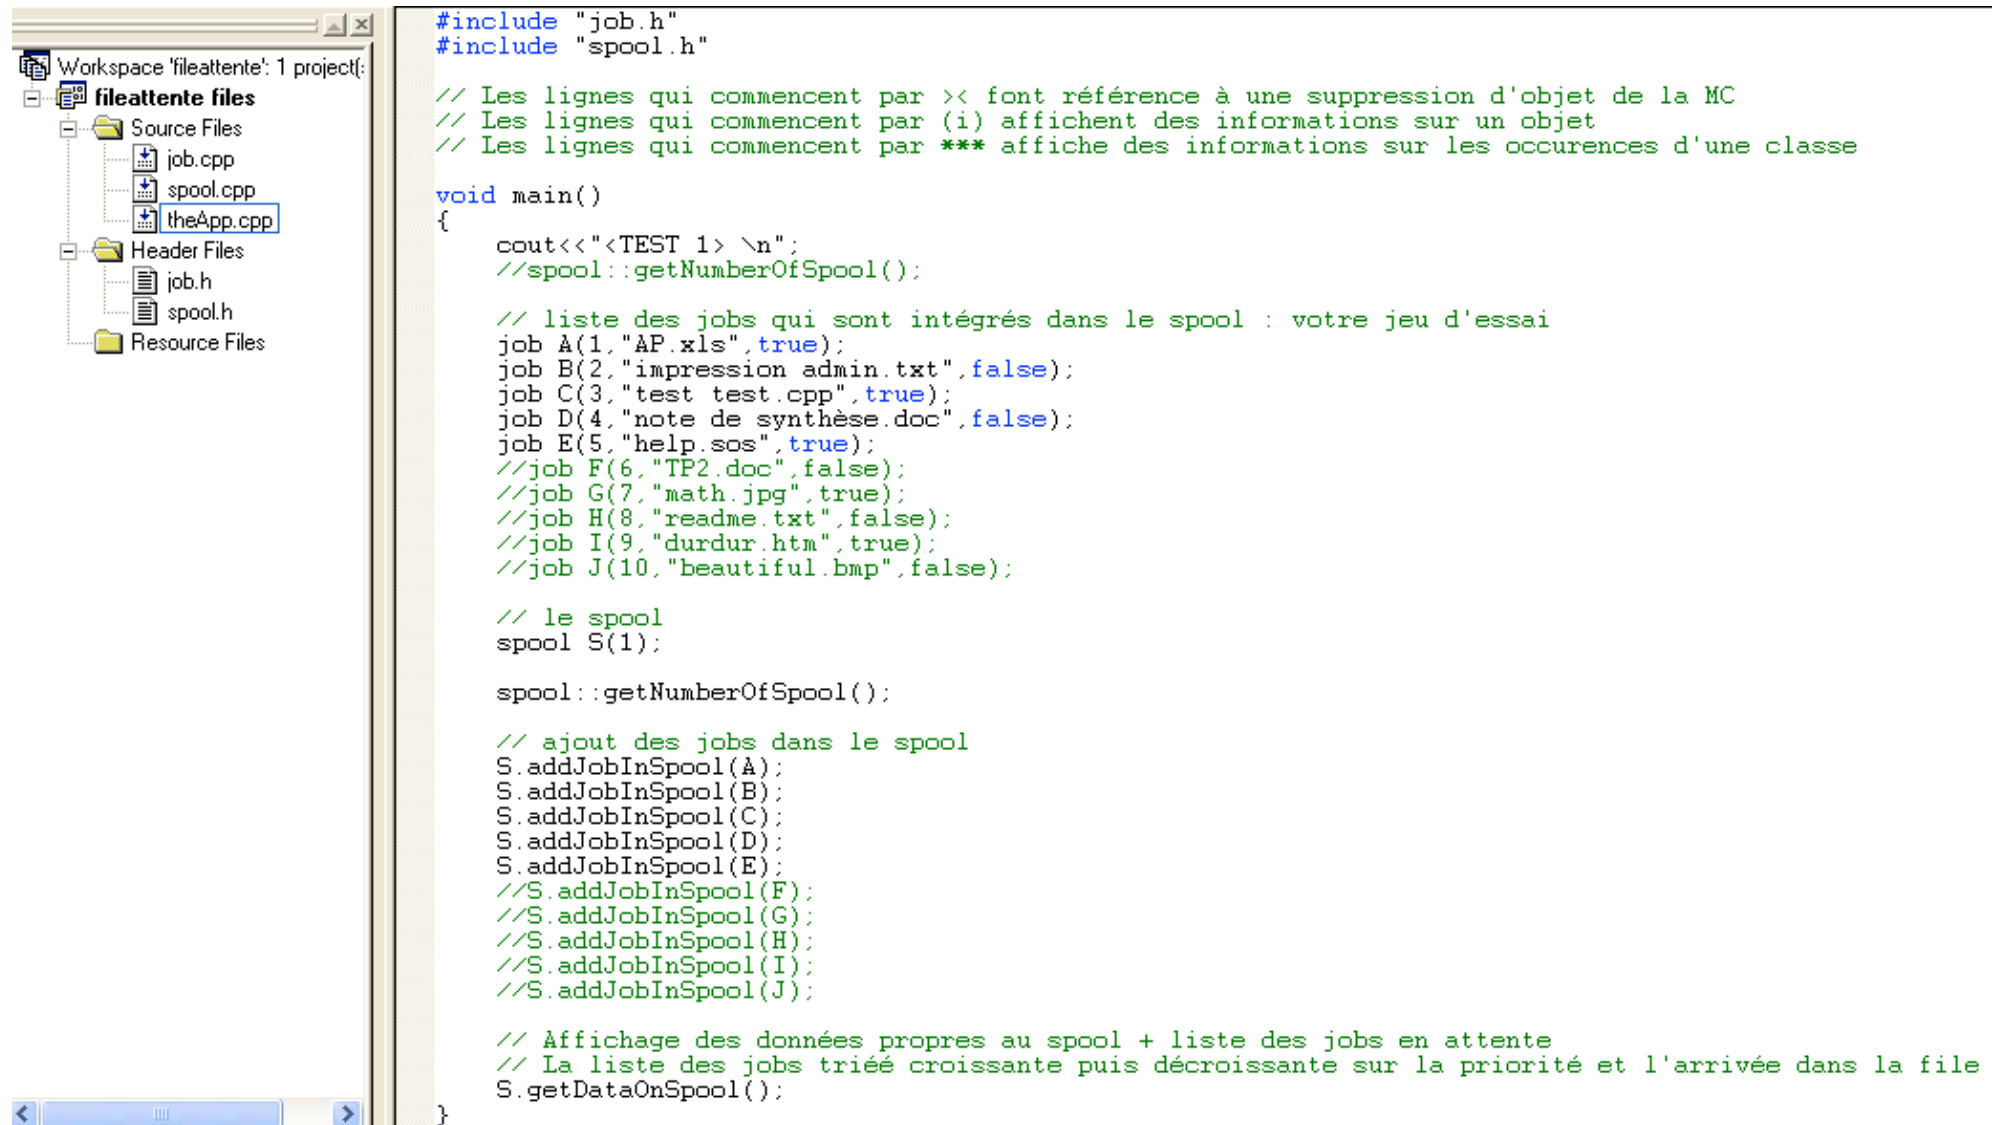 Workspace 'fileattente': 1 project(
fileattente files
Source Files
job.cpp
spool.cpp
theApp.cpp
Header Files
job.h
spool.h
Resource Files
#include "job.h"
#include "spool.h"
// Les lignes qui commencent par >< font référence à une suppression d'objet de la MC
// Les lignes qui commencent par (i) affichent des informations sur un objet
// Les lignes qui commencent par *** affiche des informations sur les occurences d'une classe
void main()
{
cout<<"<TEST 1> \n";
//spool::getNumberOfSpool();
// liste des jobs qui sont intégrés dans le spool : votre jeu d'essai
job A(1,"AP.xls",true);
job B(2,"impression admin.txt",false);
job C(3,"test test.cpp",true);
job D(4,"note de synthèse.doc",false);
job E(5,"help.sos",true);
//job F(6,"TP2.doc",false);
//job G(7,"math.jpg",true);
//job H(8,"readme.txt",false);
//job I(9,"durdur.htm",true);
//job J(10,"beautiful.bmp",false);
// le spool
spool S(1);
spool::getNumberOfSpool();
// ajout des jobs dans le spool
S.addJobInSpool(A);
S.addJobInSpool(B);
S.addJobInSpool(C);
S.addJobInSpool(D);
S.addJobInSpool(E);
//S.addJobInSpool(F);
//S.addJobInSpool(G);
//S.addJobInSpool(H);
//S.addJobInSpool(I);
//S.addJobInSpool(J);
// Affichage des données propres au spool + liste des jobs en attente
// La liste des jobs triéé croissante puis décroissante sur la priorité et l'arrivée dans la file
S.getDataOnSpool();
}